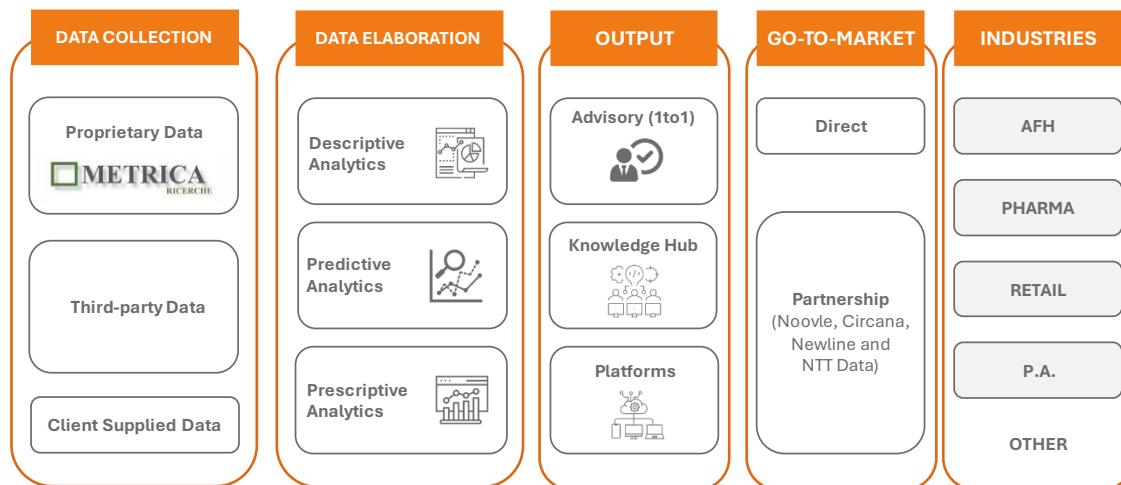 DATA COLLECTION
Proprietary Data
METRICA
RICERCHE
Third-party Data
Client Supplied Data
DATA ELABORATION
Descriptive
Analytics
Predictive
Analytics
Prescriptive
Analytics
OUTPUT
Advisory (1to1)
Knowledge Hub
Platforms
GO-TO-MARKET
Direct
Partnership
(Noovle, Circana,
Newline and
NTT Data)
INDUSTRIES
AFH
PHARMA
RETAIL
P.A.
OTHER